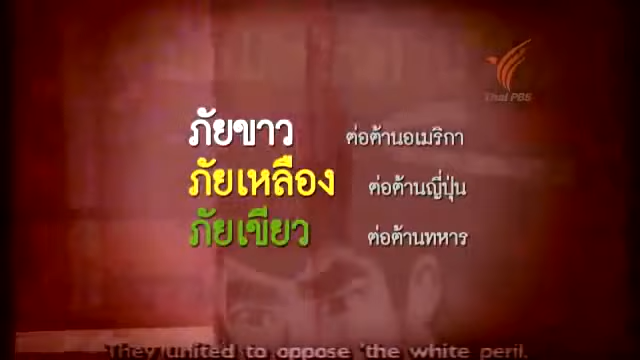 Thai PBS
ภัยขาว ต่อต้านอเมริกา
ภัยเหลือง ต่อต้านญี่ปุ่น
ภัยเขียว ต่อต้านทหาร
They united to oppose 'the white peril.